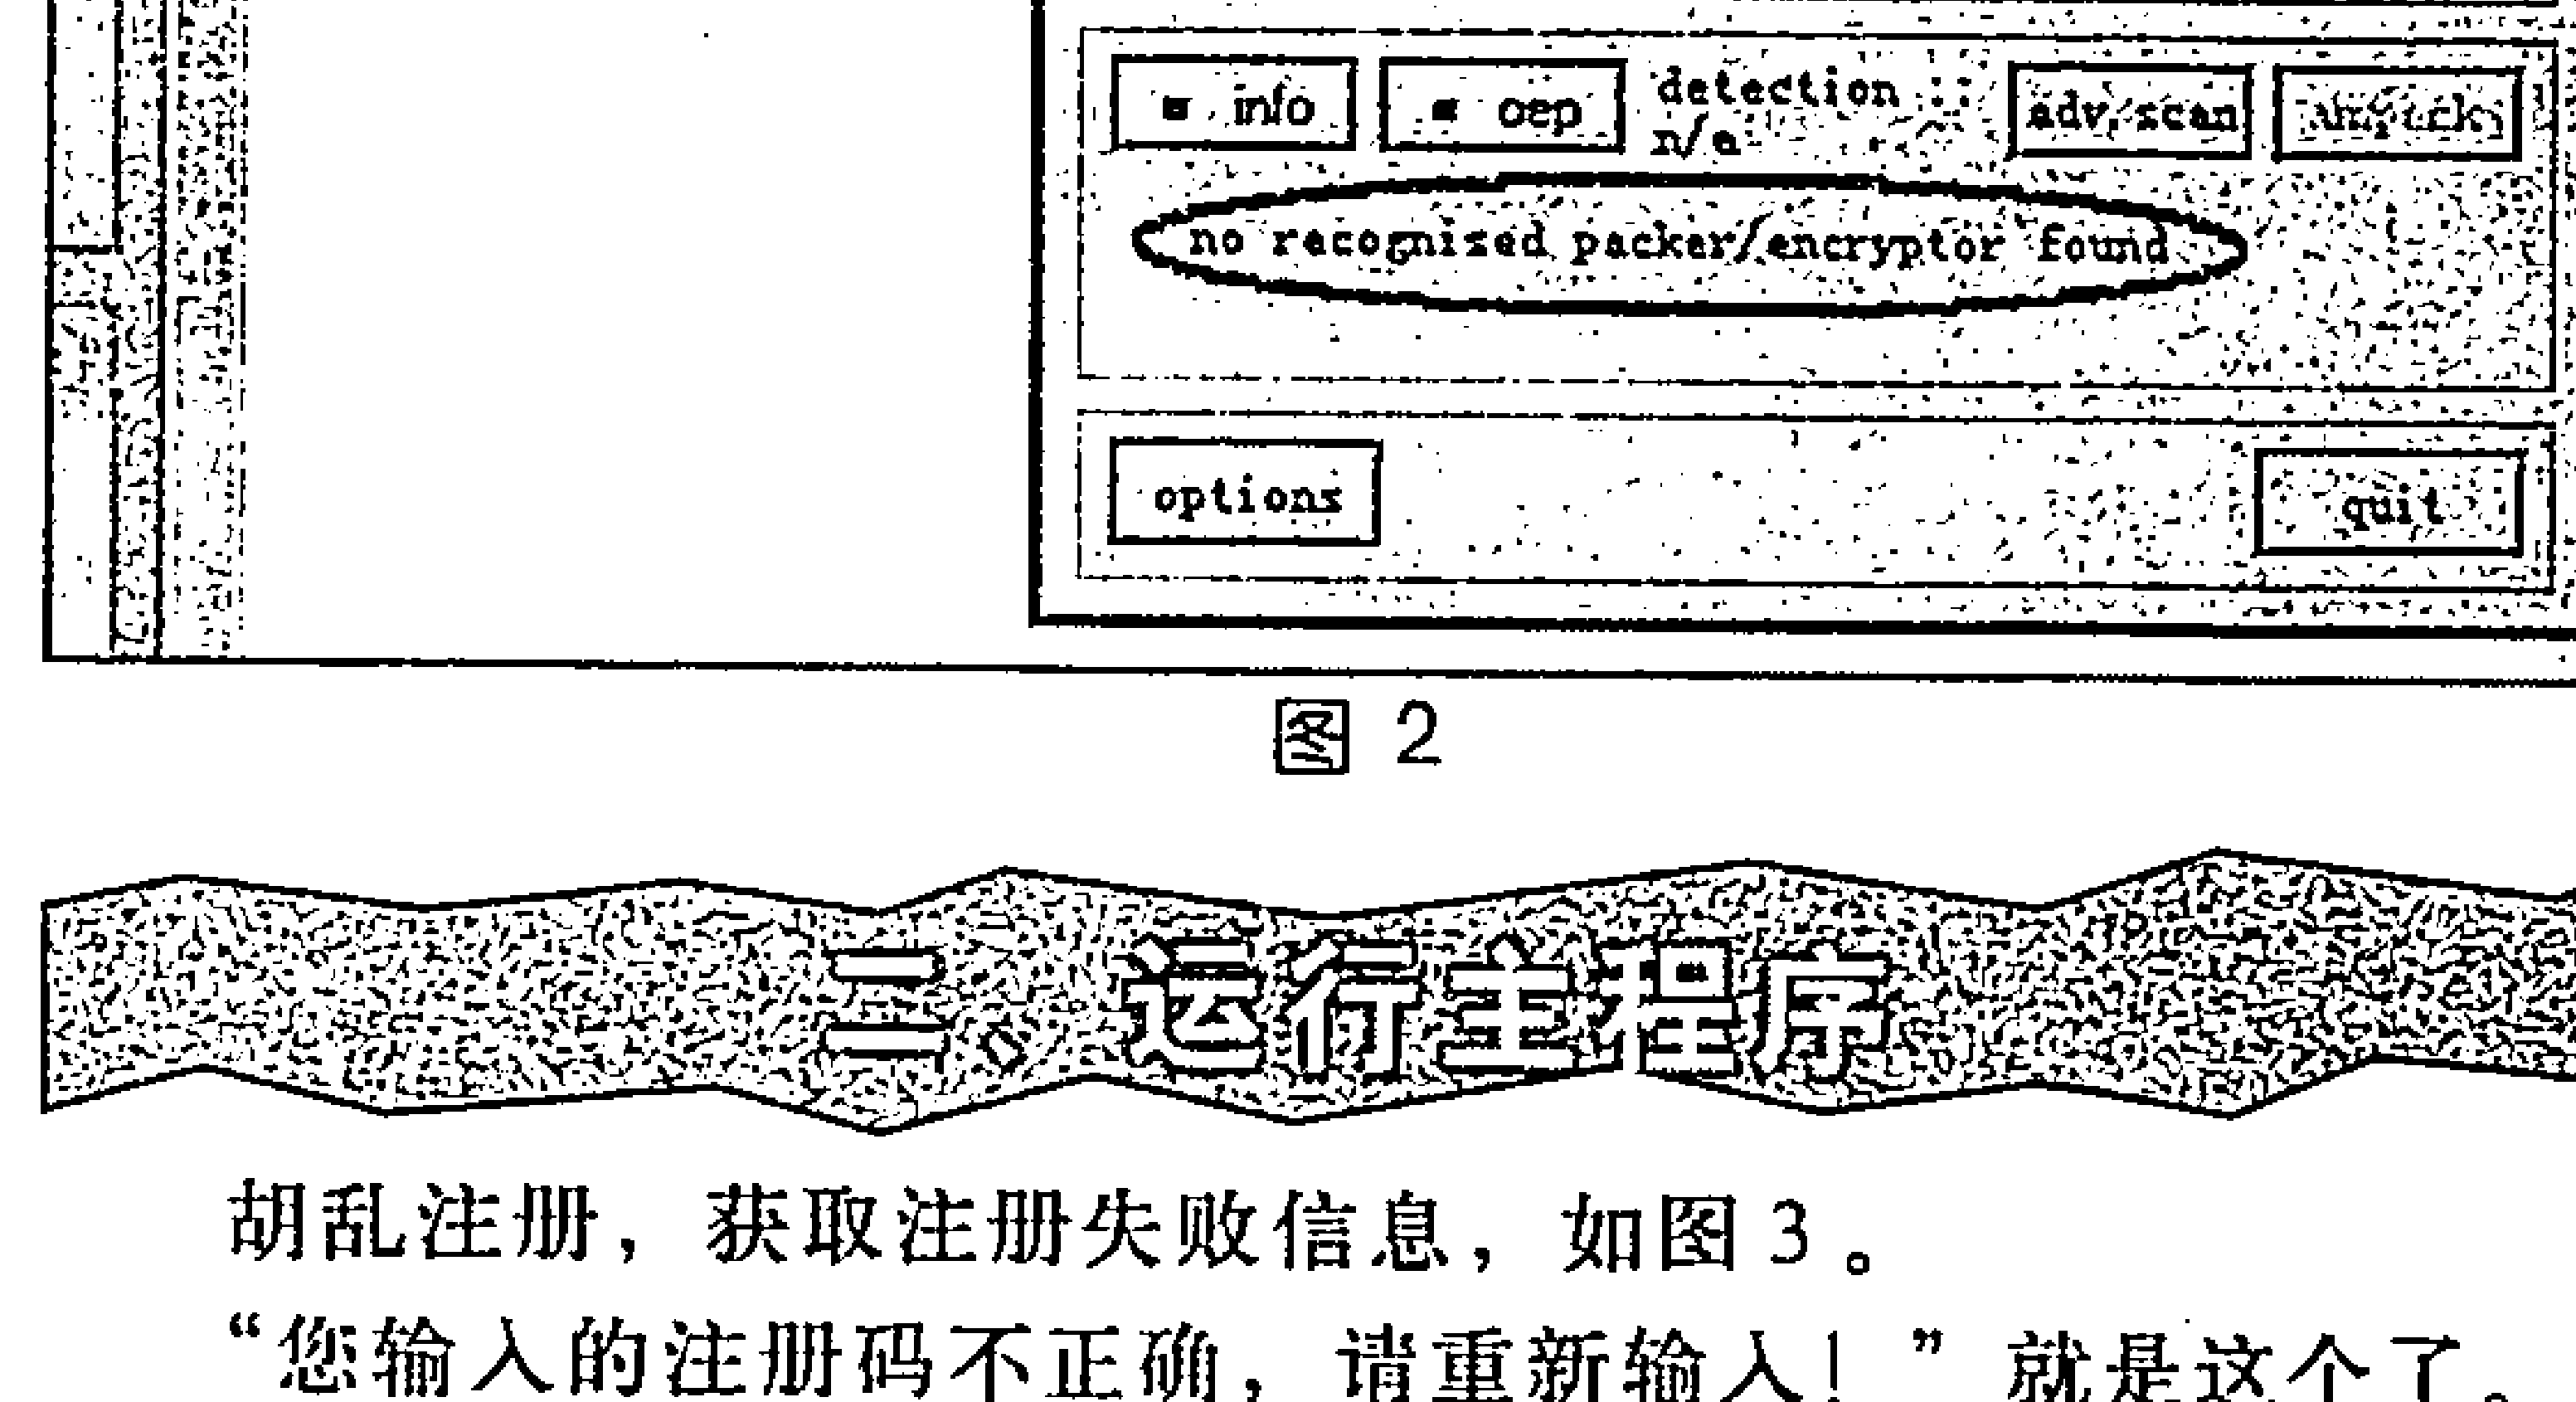 info oep detection adv.scan
n/a
no recognised packer/encryptor found
options quit
图 2
二、运行主程序
胡乱注册，获取注册失败信息，如图 3 。
“您输入的注册码不正确，请重新输入！”就是这个了。